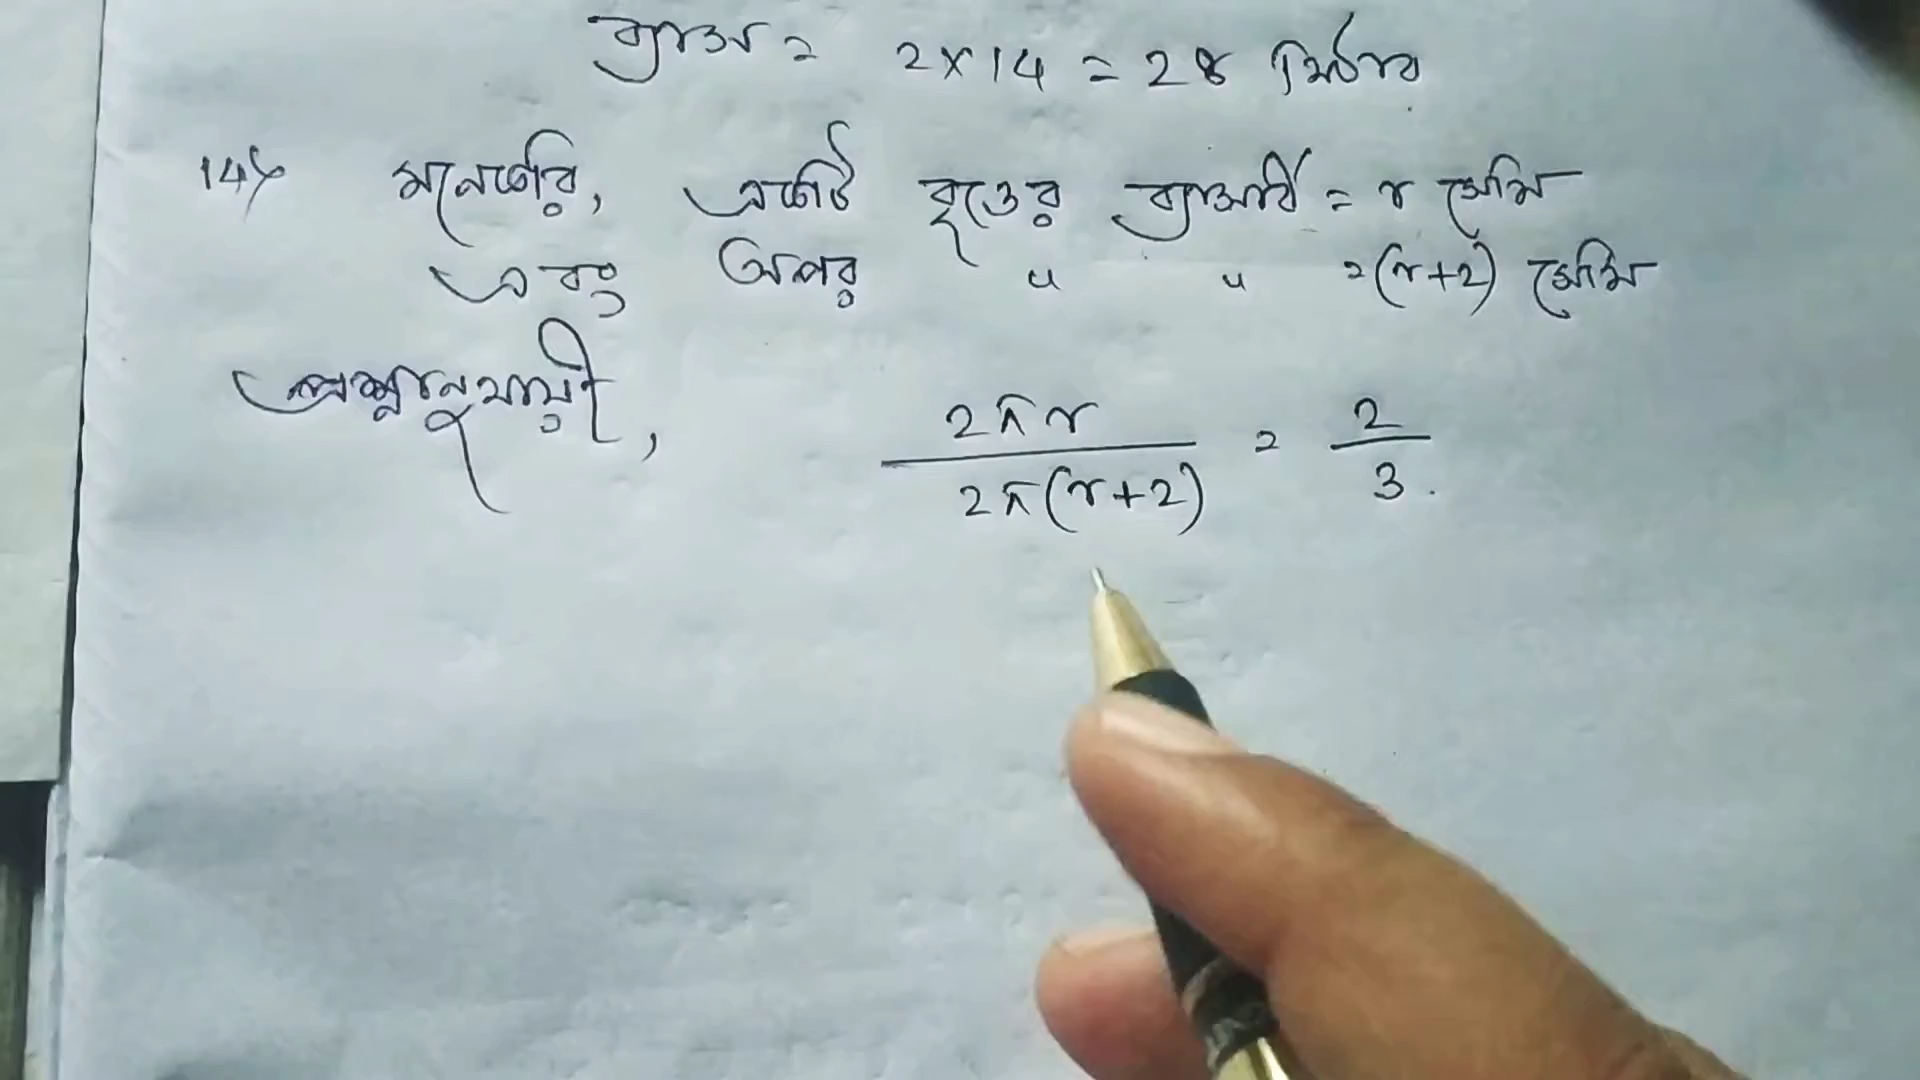 ব্যাস = 2×14 = 28 মিটার
14) মনেকরি, একটি বৃত্তের ব্যাসার্ধ = r সেমি
এবং অপর " " = (r+2) সেমি
প্রশ্নানুযায়ী, 2πr / 2π(r+2) = 2/3.